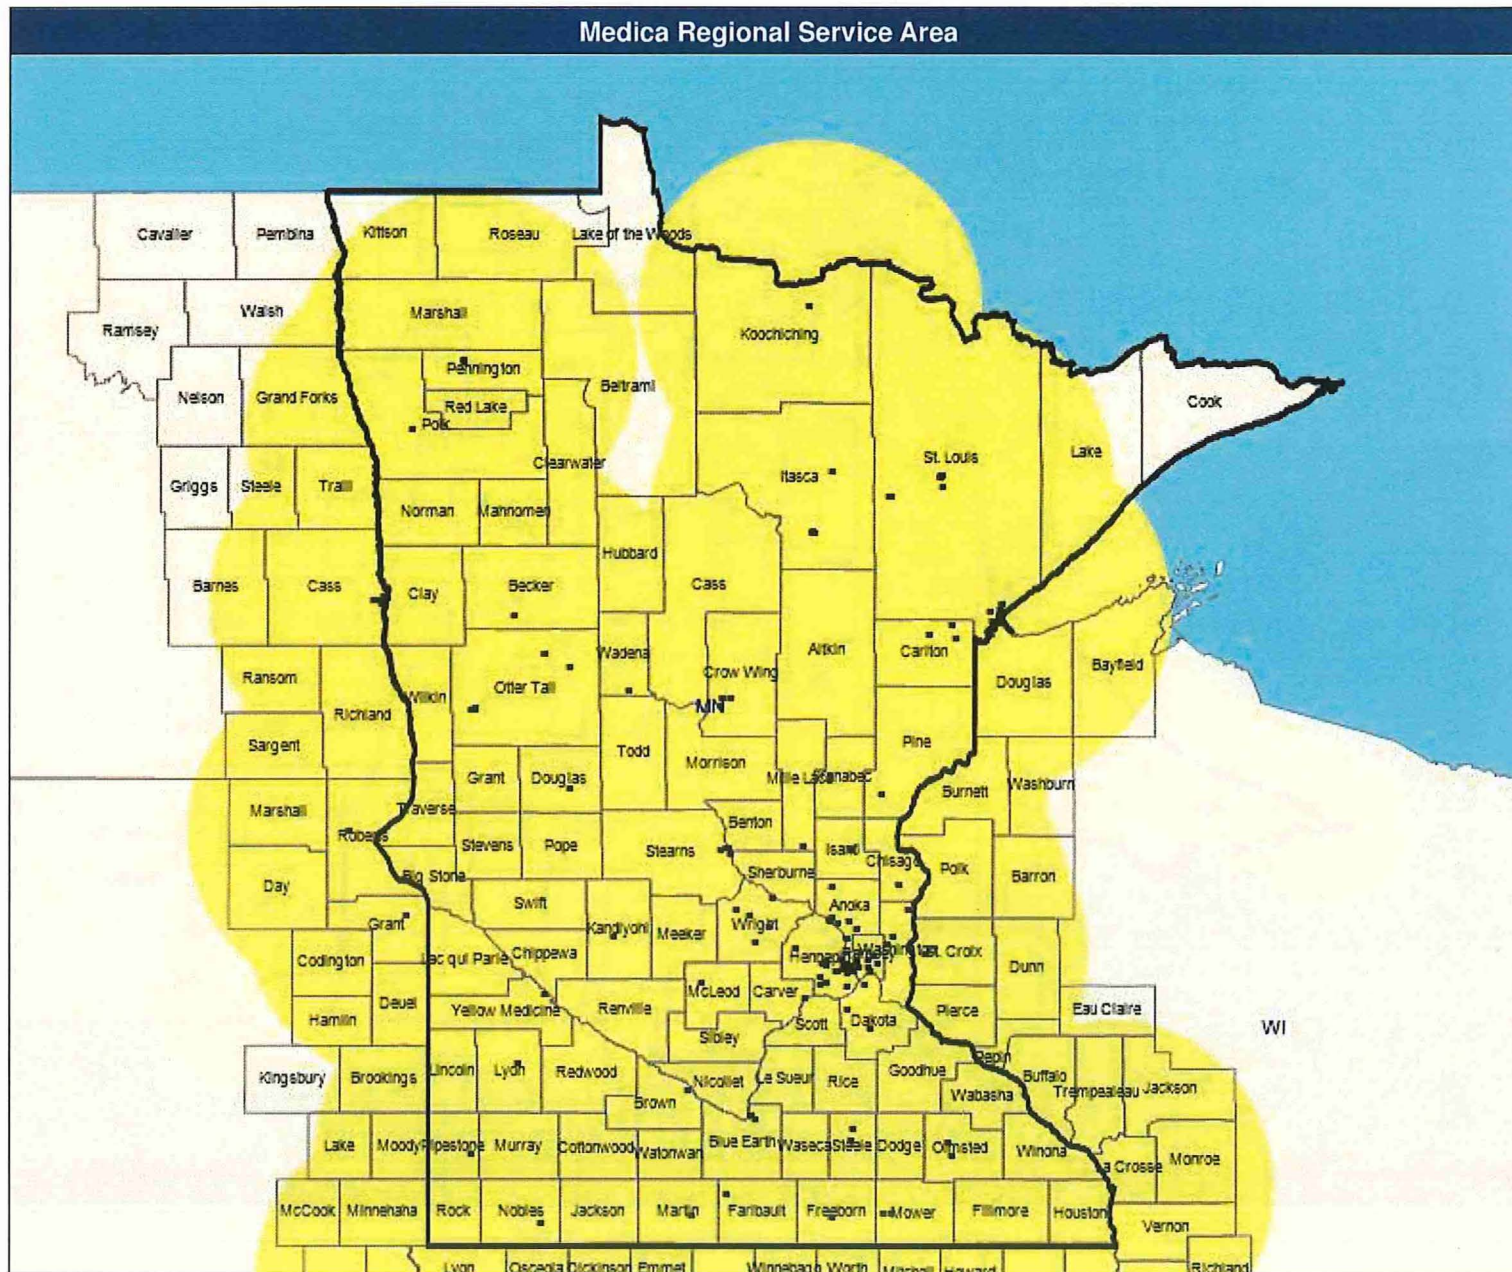 Medica Regional Service Area
Cavalier
Pembina
Kittson
Roseau
Lake of the Woods
Ramsey
Walsh
Marshall
Koochiching
Nelson
Grand Forks
Pennington
Red Lake
Polk
Beltrami
Cook
Griggs
Steele
Traill
Clearwater
Itasca
St. Louis
Lake
Norman
Mahnomen
Hubbard
Cass
Barnes
Cass
Clay
Becker
Wadena
Crow Wing
Aitkin
Carlton
Ransom
Richland
Wilkin
Otter Tail
MN
Douglas
Bayfield
Sargent
Grant
Douglas
Todd
Morrison
Mille Lacs
Kanabec
Pine
Burnett
Washburn
Marshall
Roberts
Traverse
Stevens
Pope
Stearns
Benton
Sherburne
Isanti
Chisago
Polk
Barron
Day
Big Stone
Swift
Kandiyohi
Meeker
Wright
Anoka
Grant
Codington
Lac qui Parle
Chippewa
Hennepin
Ramsey
Washington
St. Croix
Dunn
Deuel
Hamlin
Yellow Medicine
Renville
McLeod
Carver
Scott
Dakota
Pierce
Eau Claire
WI
Sibley
Kingsbury
Brookings
Lincoln
Lyon
Redwood
Brown
Nicollet
Le Sueur
Rice
Goodhue
Wabasha
Pepin
Buffalo
Trempealeau
Jackson
Lake
Moody
Pipestone
Murray
Cottonwood
Watonwan
Blue Earth
Waseca
Steele
Dodge
Olmsted
Winona
La Crosse
Monroe
McCook
Minnehaha
Rock
Nobles
Jackson
Martin
Faribault
Freeborn
Mower
Fillmore
Houston
Vernon
Lyon
Osceola
Dickinson
Emmet
Winnebago
Worth
Mitchell
Howard
Richland